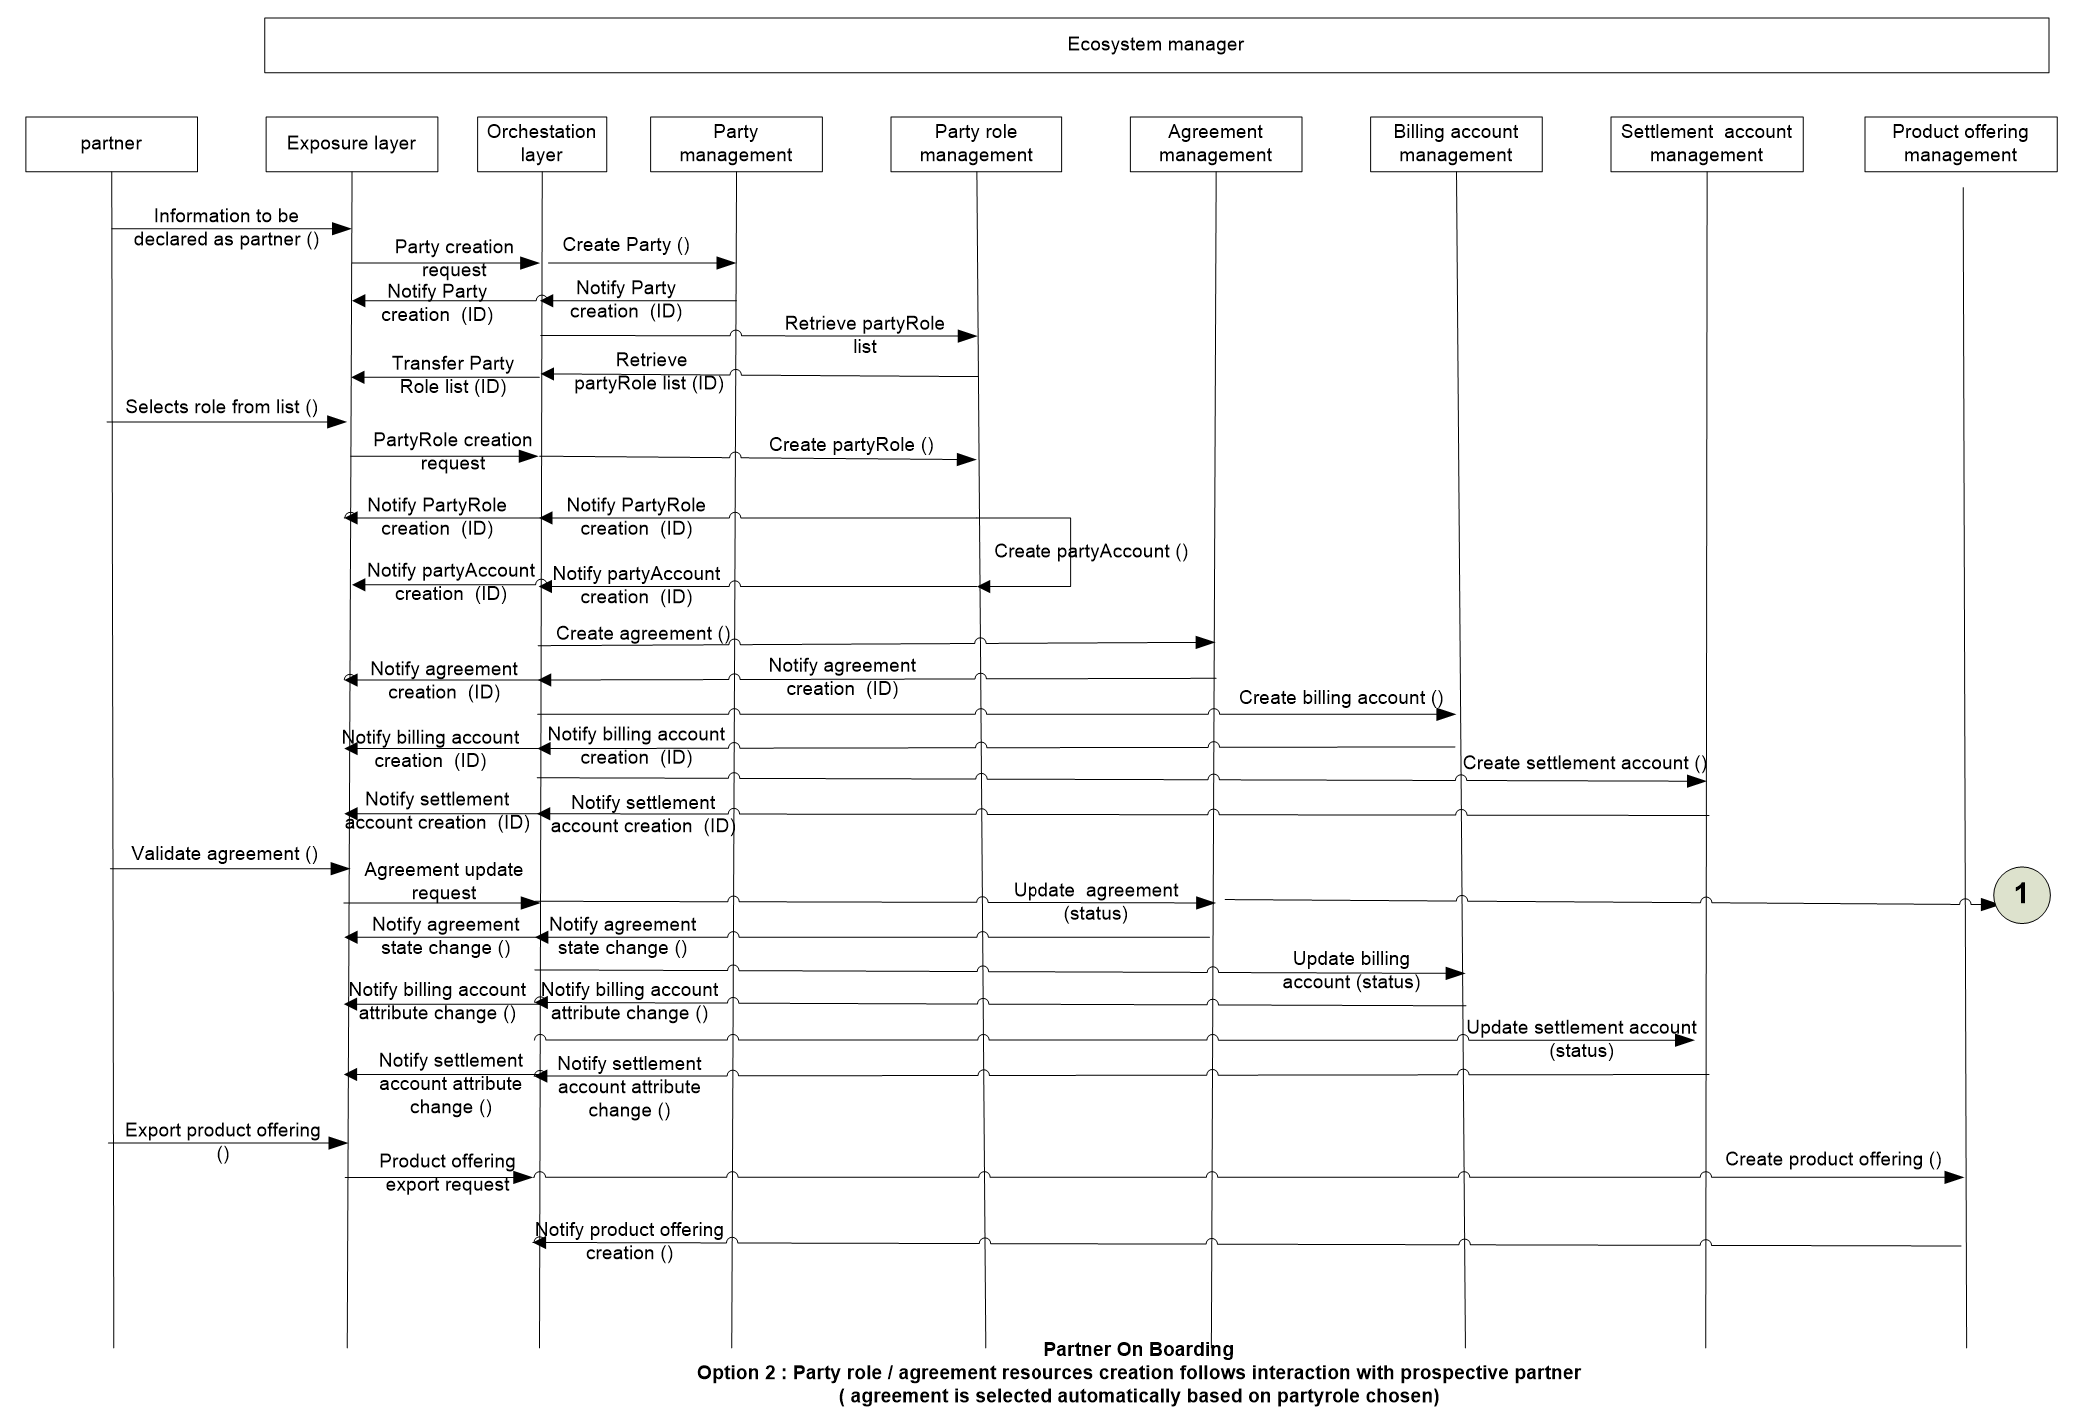 Ecosystem manager
partner
Exposure layer
Orchestation
layer
Party
management
Party role
management
Agreement
management
Billing account
management
Settlement  account
management
Product offering
management
Information to be
declared as partner ()
Party creation
request
Create Party ()
Notify Party
creation  (ID)
Notify Party
creation  (ID)
Retrieve partyRole
list
Transfer Party
Role list (ID)
Retrieve
partyRole list (ID)
Selects role from list ()
PartyRole creation
request
Create partyRole ()
Notify PartyRole
creation  (ID)
Notify PartyRole
creation  (ID)
Create partyAccount ()
Notify partyAccount
creation  (ID)
Notify partyAccount
creation  (ID)
Create agreement ()
Notify agreement
creation  (ID)
Notify agreement
creation  (ID)
Create billing account ()
Notify billing account
creation  (ID)
Notify billing account
creation  (ID)
Create settlement account ()
Notify settlement
account creation  (ID)
Notify settlement
account creation  (ID)
Validate agreement ()
Agreement update
request
Update  agreement
(status)
1
Notify agreement
state change ()
Notify agreement
state change ()
Update billing
account (status)
Notify billing account
attribute change ()
Notify billing account
attribute change ()
Update settlement account
(status)
Notify settlement
account attribute
change ()
Notify settlement
account attribute
change ()
Export product offering
()
Product offering
export request
Create product offering ()
Notify product offering
creation ()
Partner On Boarding
Option 2 : Party role / agreement resources creation follows interaction with prospective partner
( agreement is selected automatically based on partyrole chosen)